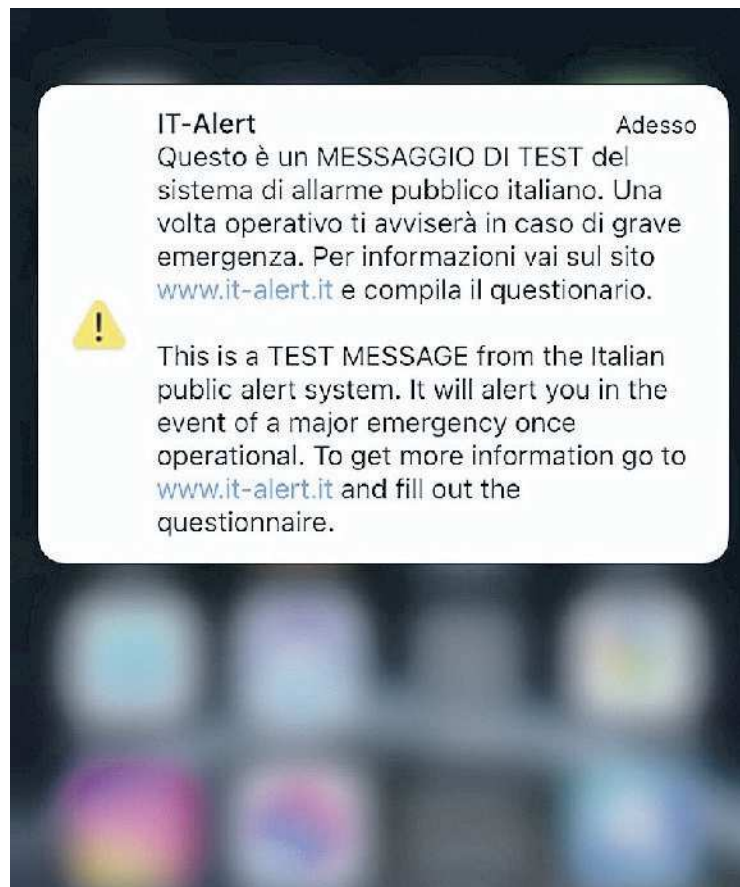 IT-Alert Adesso
Questo è un MESSAGGIO DI TEST del
sistema di allarme pubblico italiano. Una
volta operativo ti avviserà in caso di grave
emergenza. Per informazioni vai sul sito
www.it-alert.it e compila il questionario.
This is a TEST MESSAGE from the Italian
public alert system. It will alert you in the
event of a major emergency once
operational. To get more information go to
www.it-alert.it and fill out the
questionnaire.